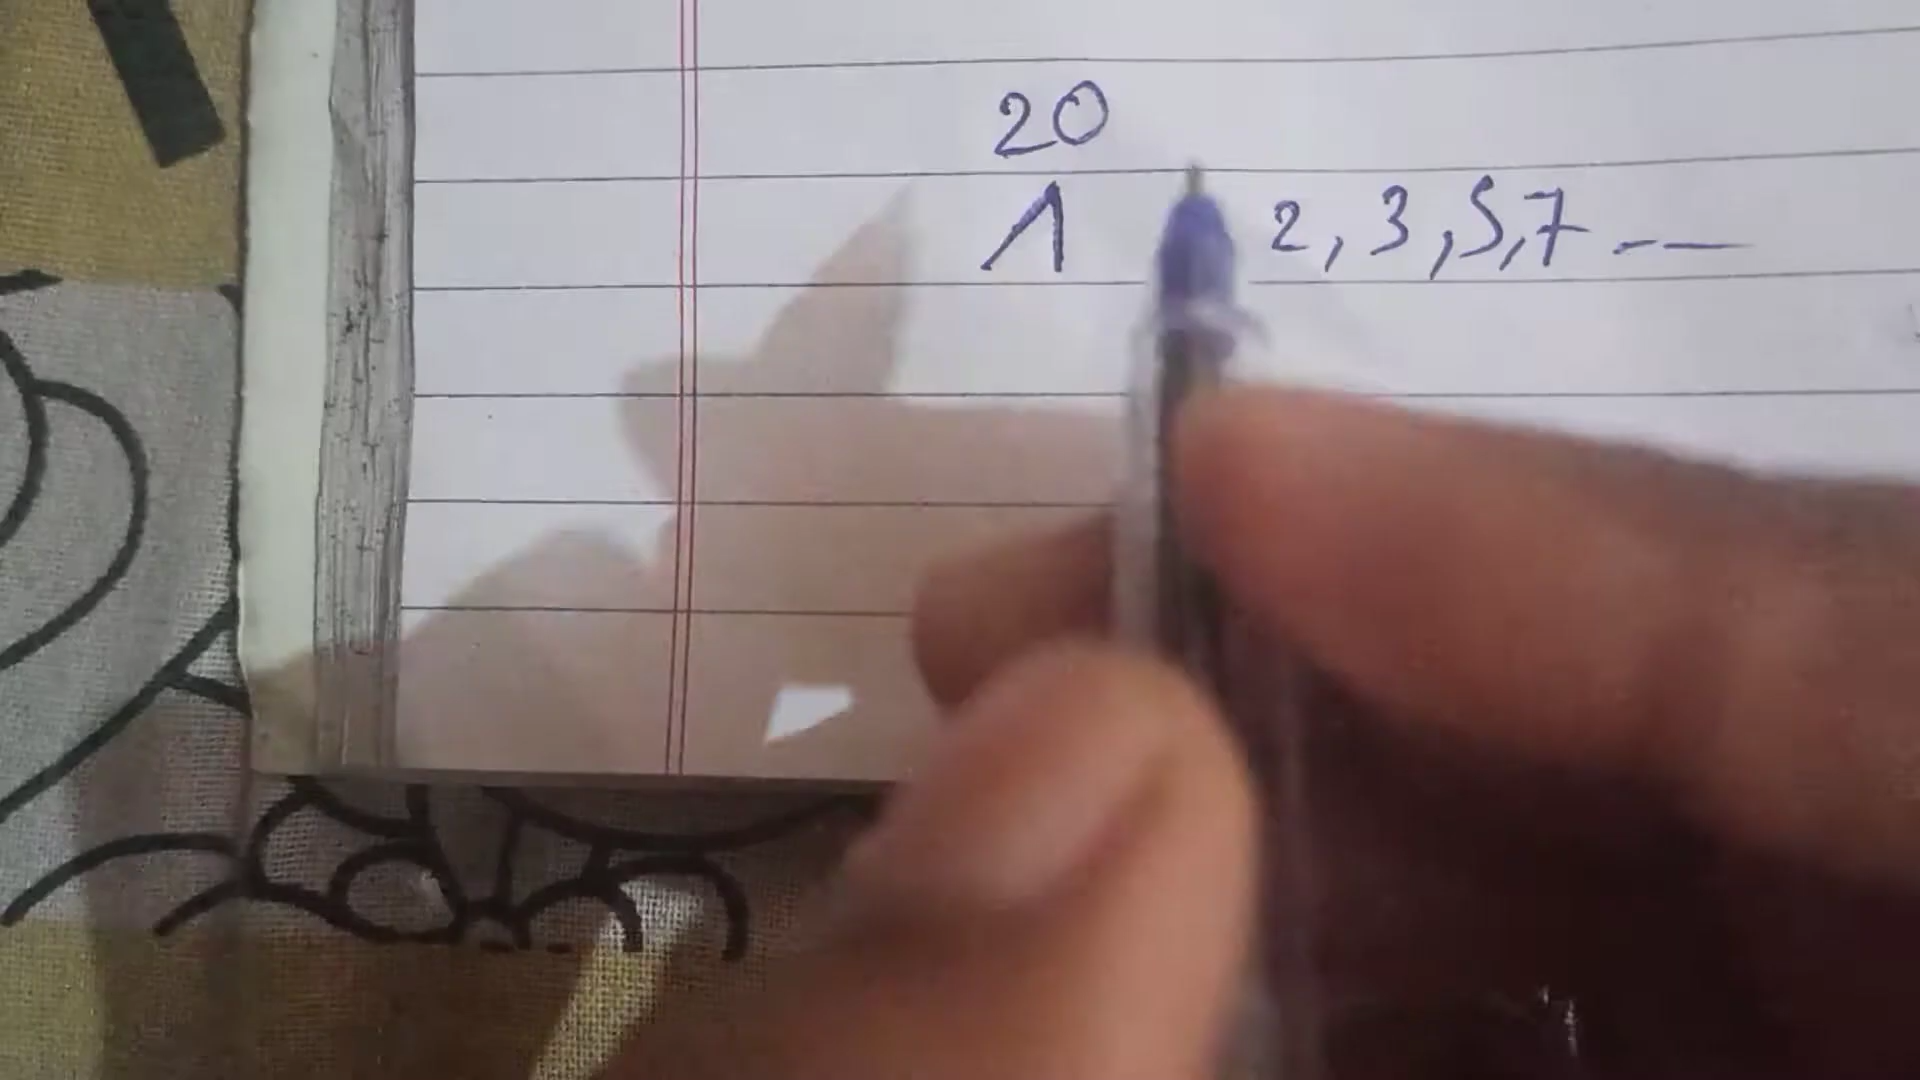 20
1 2, 3, 5, 7 - —